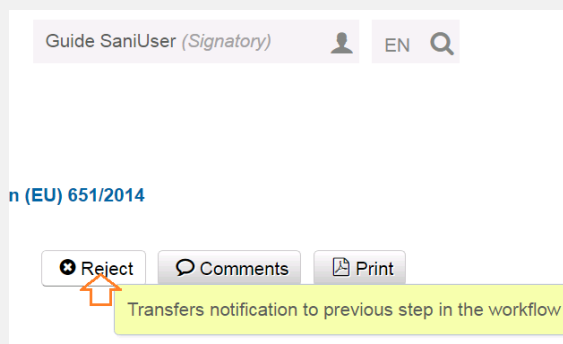 Guide SaniUser (Signatory)
EN
n (EU) 651/2014
Reject
Comments
Print
Transfers notification to previous step in the workflow